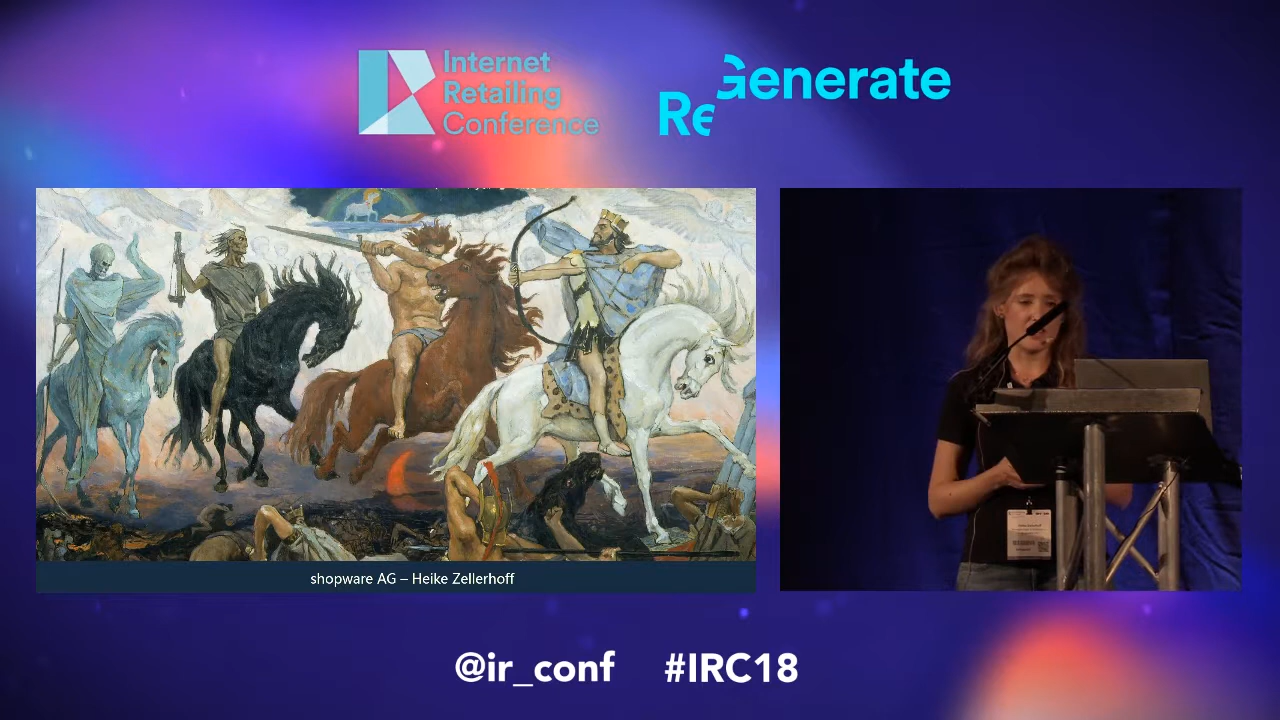 Internet
Retailing
Conference
ReGenerate
shopware AG – Heike Zellerhoff
@ir_conf #IRC18